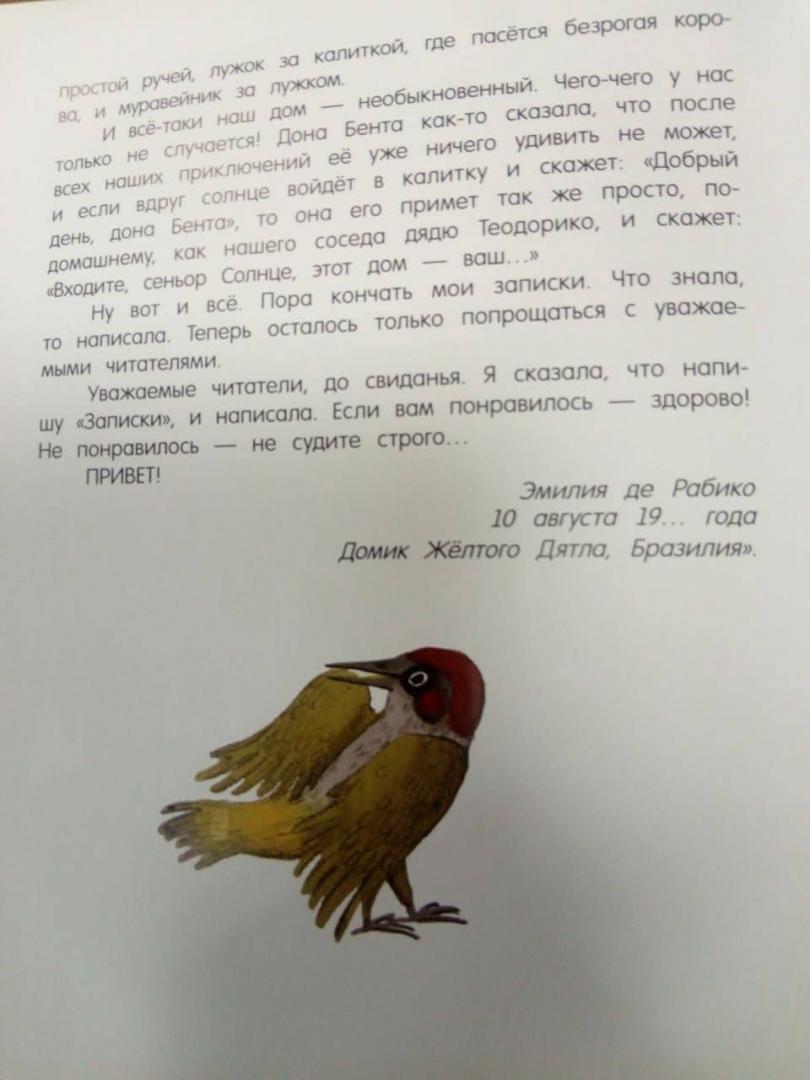 простой ручей, лужок за калиткой, где пасётся безрогая коро-
ва, и муравейник за лужком.
И всё-таки наш дом — необыкновенный. Чего-чего у нас
только не случается! Дона Бента как-то сказала, что после
всех наших приключений её уже ничего удивить не может,
и если вдруг солнце войдёт в калитку и скажет: «Добрый
день, дона Бента», то она его примет так же просто, по-
домашнему, как нашего соседа дядю Теодорико, и скажет:
«Входите, сеньор Солнце, этот дом — ваш...»
Ну вот и всё. Пора кончать мои записки. Что знала,
то написала. Теперь осталось только попрощаться с уважае-
мыми читателями.
Уважаемые читатели, до свиданья. Я сказала, что напи-
шу «Записки», и написала. Если вам понравилось — здорово!
Не понравилось — не судите строго...
ПРИВЕТ!
Эмилия де Рабико
10 августа 19... года
Домик Жёлтого Дятла, Бразилия».